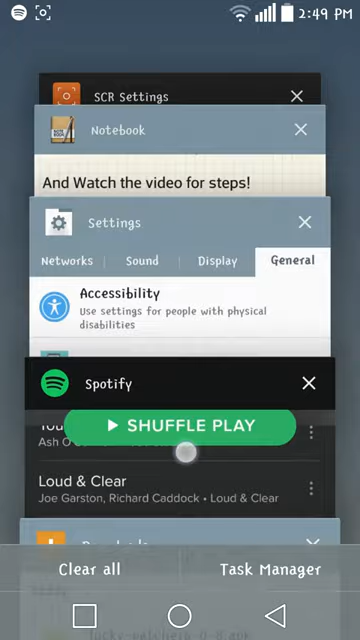 2:49 PM
SCR Settings
Notebook
And Watch the video for steps!
Settings
Networks Sound Display General
Accessibility
Use settings for people with physical
disabilities
Spotify
SHUFFLE PLAY
Ash O
Loud & Clear
Joe Garston, Richard Caddock • Loud & Clear
Clear all Task Manager